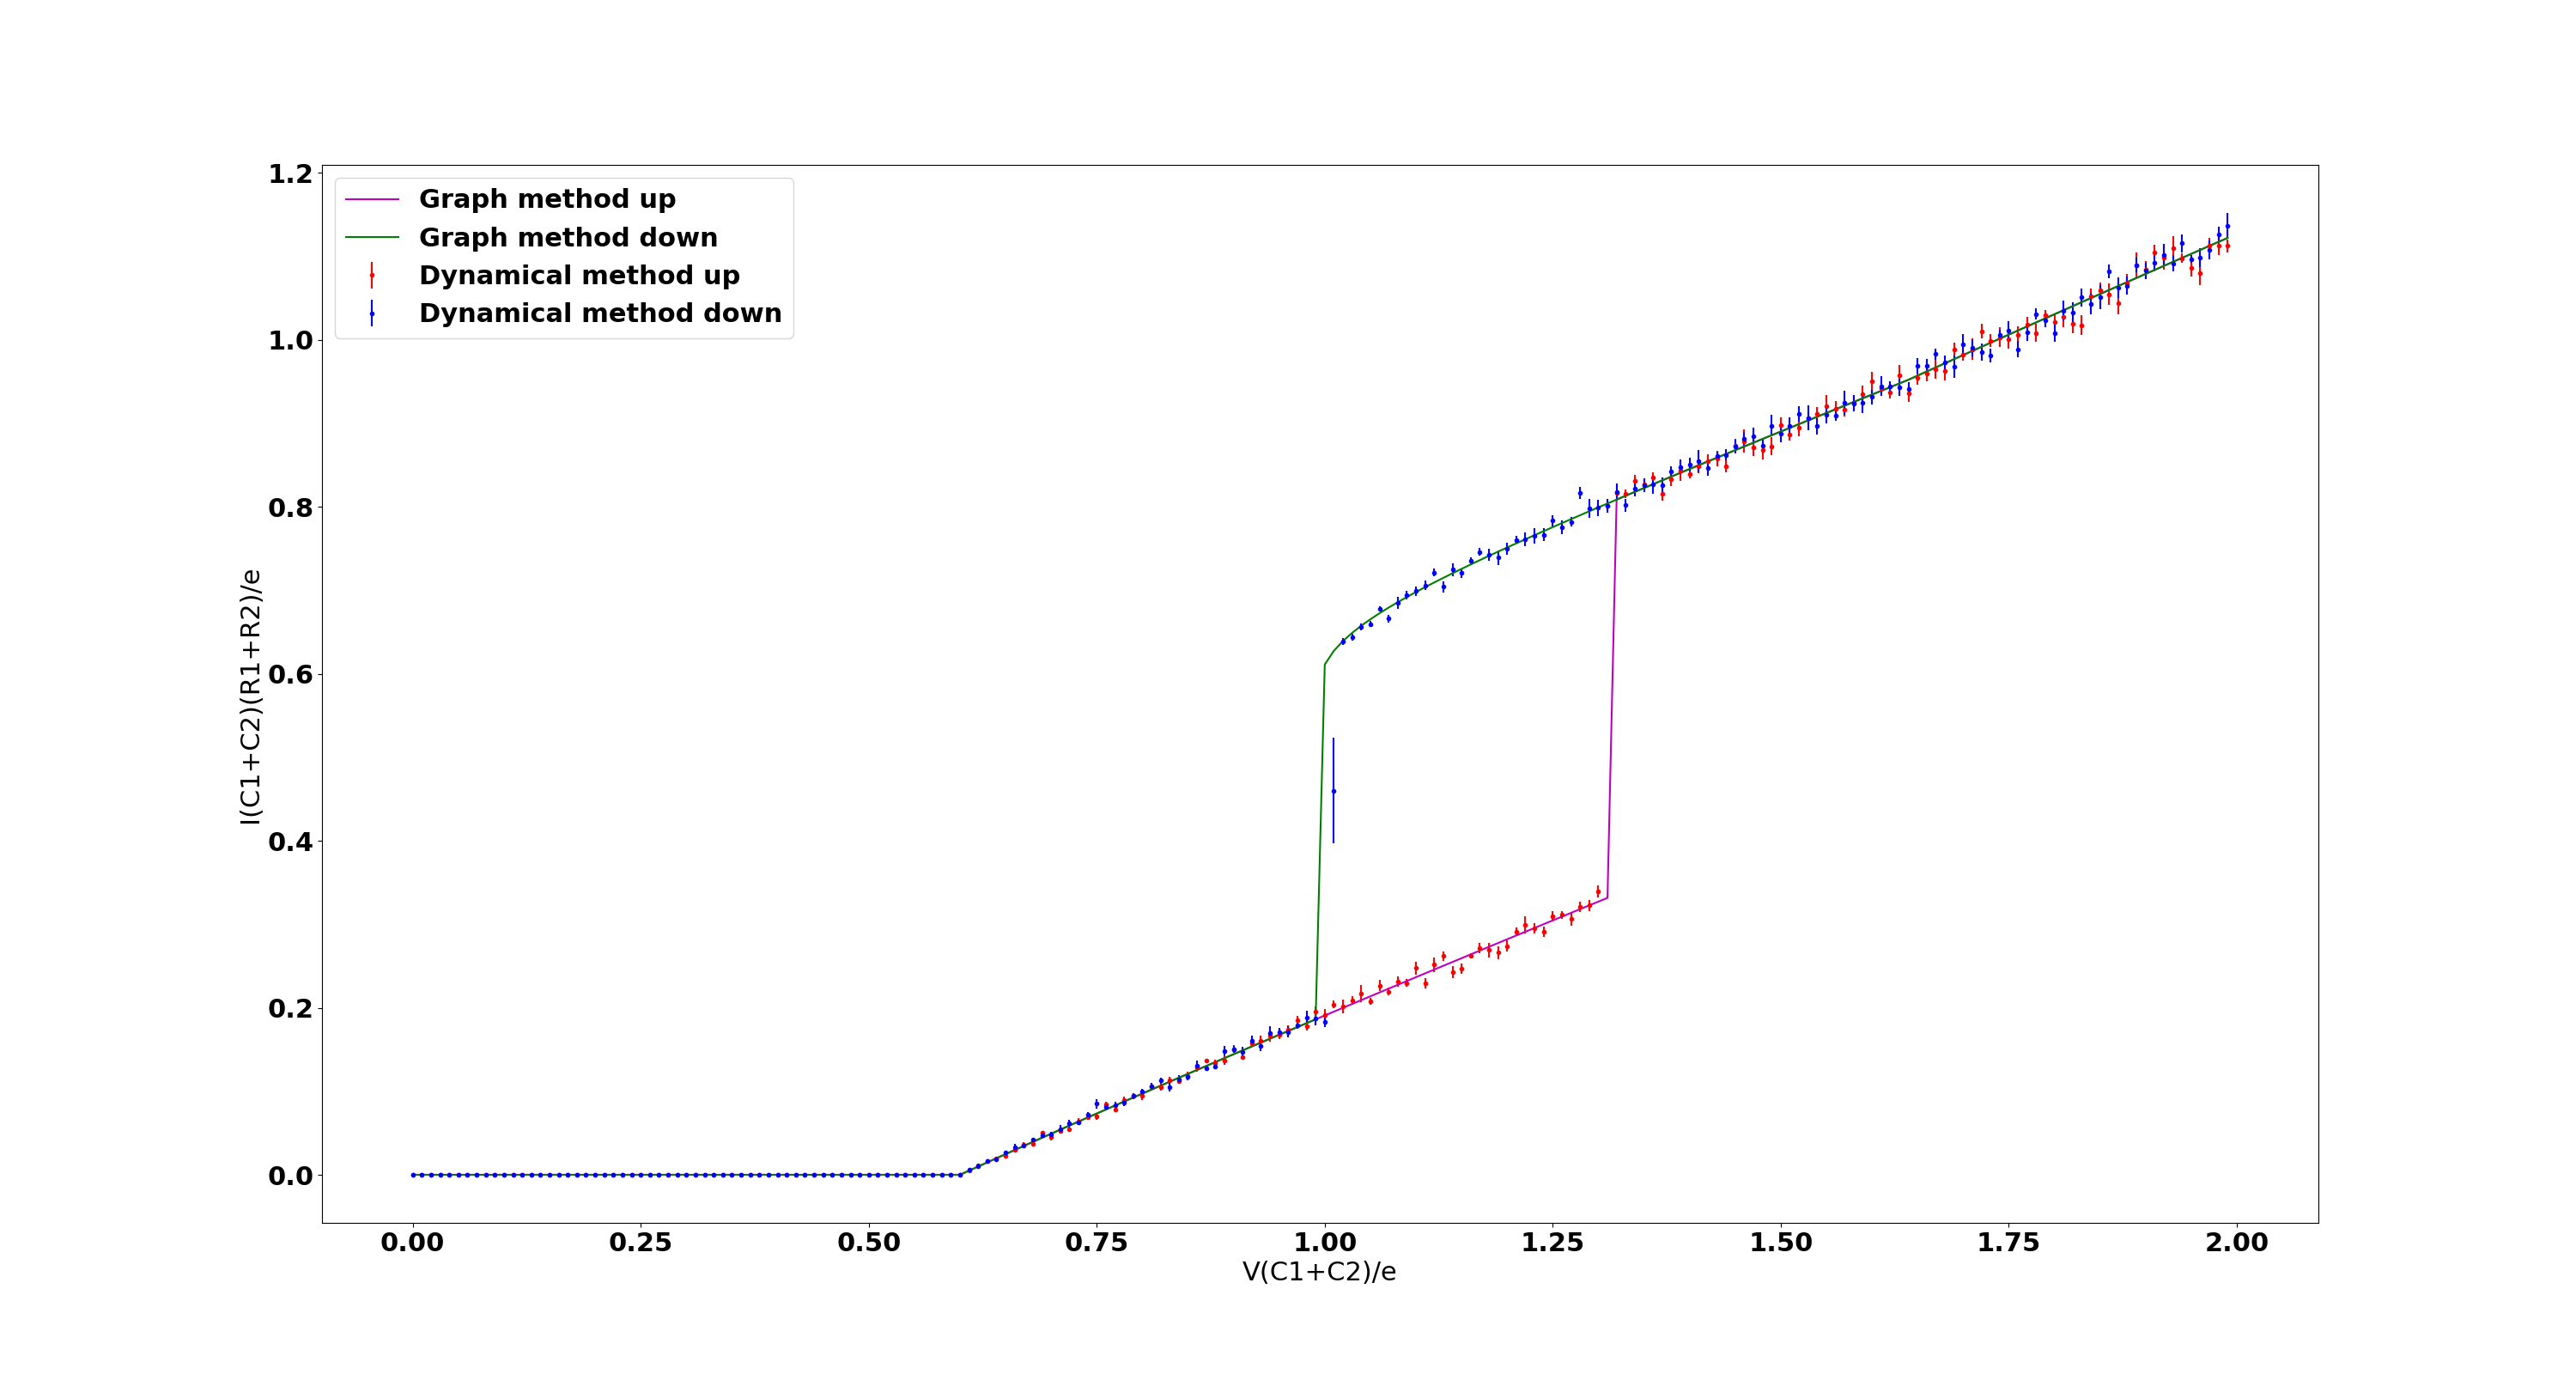 1.2
1.0
0.8
0.6
0.4
0.2
0.0
I(C1+C2)(R1+R2)/e
Graph method up
Graph method down
Dynamical method up
Dynamical method down
0.00 0.25 0.50 0.75 1.00 1.25 1.50 1.75 2.00
V(C1+C2)/e